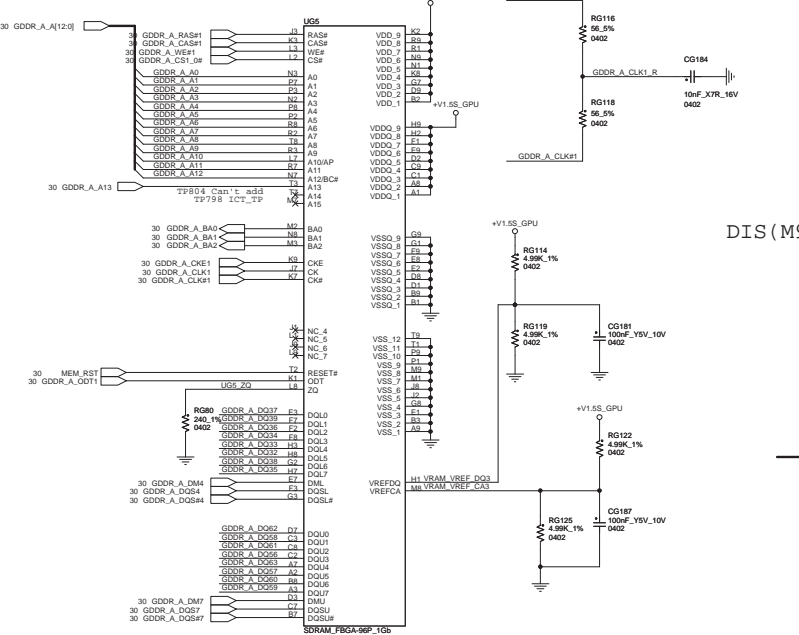 30 GDDR_A_A[12:0]
UG5
30 GDDR_A_RAS#1 J3 RAS#
30 GDDR_A_CAS#1 K3 CAS#
30 GDDR_A_WE#1 L3 WE#
30 GDDR_A_CS1_0# L2 CS#
GDDR_A_A0 N3 A0
GDDR_A_A1 P7 A1
GDDR_A_A2 P3 A2
GDDR_A_A3 N2 A3
GDDR_A_A4 P8 A4
GDDR_A_A5 P2 A5
GDDR_A_A6 R8 A6
GDDR_A_A7 R2 A7
GDDR_A_A8 T8 A8
GDDR_A_A9 R3 A9
GDDR_A_A10 L7 A10/AP
GDDR_A_A11 R7 A11
GDDR_A_A12 N7 A12/BC#
30 GDDR_A_A13 T3 A13
TP804 Can't add A14
TP798 ICT_TP A15
30 GDDR_A_BA0 M2 BA0
30 GDDR_A_BA1 N8 BA1
30 GDDR_A_BA2 M3 BA2
30 GDDR_A_CKE1 K9 CKE
30 GDDR_A_CLK1 J7 CK
30 GDDR_A_CLK#1 K7 CK#
NC_4
NC_5
NC_6
NC_7
30 MEM_RST T2 RESET#
30 GDDR_A_ODT1 K1 ODT
UG5_ZQ L8 ZQ
RG80
240_1%
0402
GDDR_A_DQ37 E3 DQL0
GDDR_A_DQ39 F7 DQL1
GDDR_A_DQ36 F2 DQL2
GDDR_A_DQ34 F8 DQL3
GDDR_A_DQ33 H3 DQL4
GDDR_A_DQ32 H8 DQL5
GDDR_A_DQ38 G2 DQL6
GDDR_A_DQ35 H7 DQL7
30 GDDR_A_DM4 E7 DML
30 GDDR_A_DQS4 F3 DQSL
30 GDDR_A_DQS#4 G3 DQSL#
GDDR_A_DQ62 D7 DQU0
GDDR_A_DQ58 C3 DQU1
GDDR_A_DQ61 C8 DQU2
GDDR_A_DQ56 C2 DQU3
GDDR_A_DQ63 A7 DQU4
GDDR_A_DQ57 A2 DQU5
GDDR_A_DQ60 B8 DQU6
GDDR_A_DQ59 A3 DQU7
30 GDDR_A_DM7 D3 DMU
30 GDDR_A_DQS7 C7 DQSU
30 GDDR_A_DQS#7 B7 DQSU#
SDRAM_FBGA-96P_1Gb
VDD_9 K2
VDD_8 R9
VDD_7 R1
VDD_6 N9
VDD_5 N1
VDD_4 K8
VDD_3 G7
VDD_2 D9
VDD_1 B2
+V1.5S_GPU
VDDQ_9 H9
VDDQ_8 H2
VDDQ_7 F1
VDDQ_6 E9
VDDQ_5 D2
VDDQ_4 C9
VDDQ_3 C1
VDDQ_2 A8
VDDQ_1 A1
VSSQ_9 G9
VSSQ_8 G1
VSSQ_7 F9
VSSQ_6 E8
VSSQ_5 E2
VSSQ_4 D8
VSSQ_3 D1
VSSQ_2 B9
VSSQ_1 B1
VSS_12 T9
VSS_11 T1
VSS_10 P9
VSS_9 P1
VSS_8 M9
VSS_7 M1
VSS_6 J8
VSS_5 J2
VSS_4 G8
VSS_3 E1
VSS_2 B3
VSS_1 A9
VREFDQ H1 VRAM_VREF_DQ3
VREFCA M8 VRAM_VREF_CA3
RG116
56_5%
0402
GDDR_A_CLK1_R
CG184
10nF_X7R_16V
0402
RG118
56_5%
0402
GDDR_A_CLK#1
+V1.5S_GPU
RG114
4.99K_1%
0402
RG119
4.99K_1%
0402
CG181
100nF_Y5V_10V
0402
DIS(M9
+V1.5S_GPU
RG122
4.99K_1%
0402
RG125
4.99K_1%
0402
CG187
100nF_Y5V_10V
0402